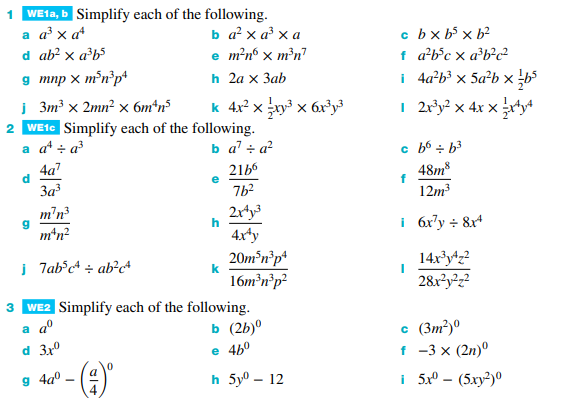 1 WE1a, b Simplify each of the following.
a a³ × a⁴ b a² × a³ × a c b × b⁵ × b²
d ab² × a³b⁵ e m²n⁶ × m³n⁷ f a²b⁵c × a³b²c²
g mnp × m⁵n³p⁴ h 2a × 3ab i 4a²b³ × 5a²b × ½b⁵
j 3m³ × 2mn² × 6m⁴n⁵ k 4x² × ½xy³ × 6x³y³ l 2x³y² × 4x × ½x⁴y⁴
2 WE1c Simplify each of the following.
a a⁴ ÷ a³ b a⁷ ÷ a² c b⁶ ÷ b³
d 4a⁷/3a³ e 21b⁶/7b² f 48m⁸/12m³
g m⁷n³/m⁴n² h 2x⁴y³/4x⁴y i 6x⁷y ÷ 8x⁴
j 7ab⁵c⁴ ÷ ab²c⁴ k 20m⁵n³p⁴/16m³n³p² l 14x³y⁴z²/28x²y²z²
3 WE2 Simplify each of the following.
a a⁰ b (2b)⁰ c (3m²)⁰
d 3x⁰ e 4b⁰ f −3 × (2n)⁰
g 4a⁰ − (a/4)⁰ h 5y⁰ − 12 i 5x⁰ − (5xy²)⁰